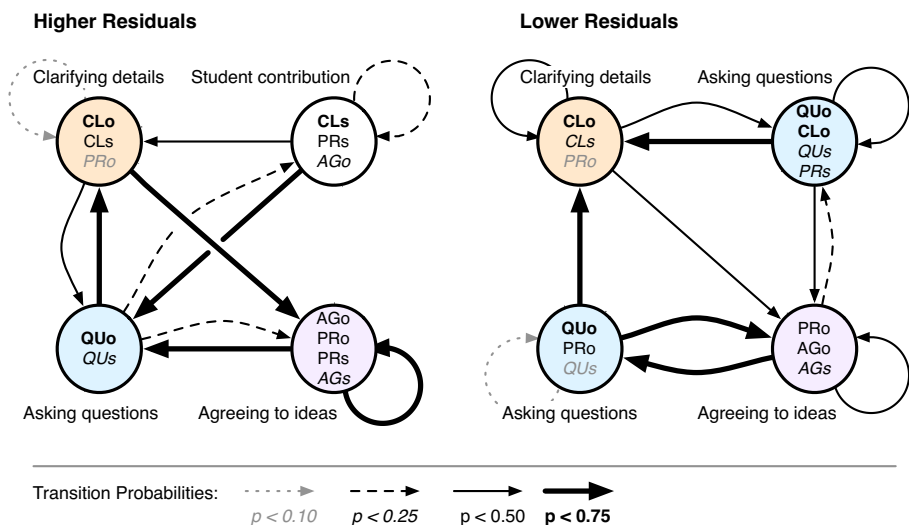 Higher Residuals
Lower Residuals
Clarifying details
Student contribution
CLo
CLs
PRo
CLs
PRs
AGo
QUo
QUs
AGo
PRo
PRs
AGs
Asking questions
Agreeing to ideas
Clarifying details
Asking questions
CLo
CLs
PRo
QUo
CLo
QUs
PRs
QUo
PRo
QUs
PRo
AGo
AGs
Asking questions
Agreeing to ideas
Transition Probabilities:
p < 0.10
p < 0.25
p < 0.50
p < 0.75